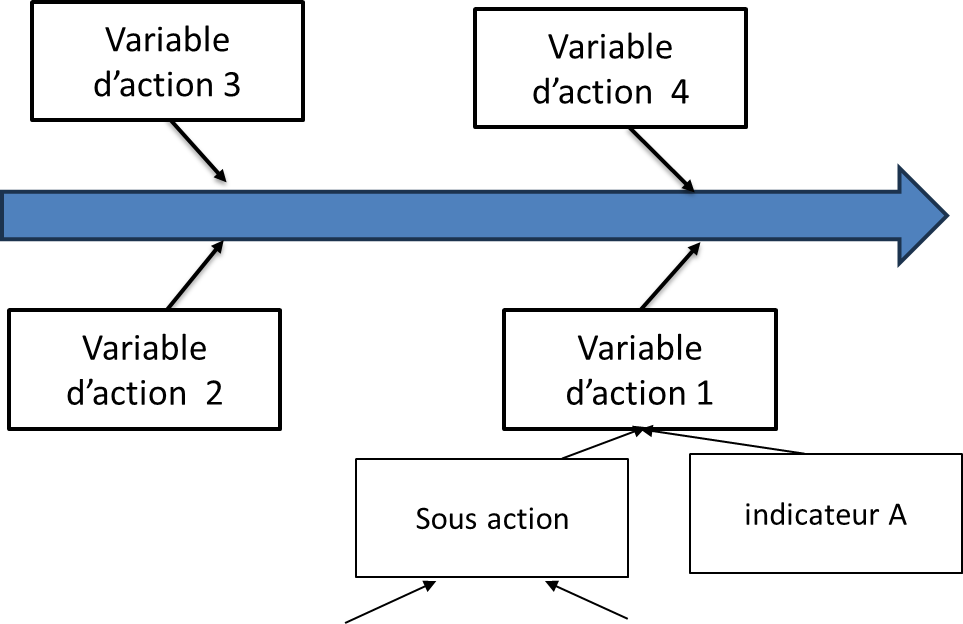 Variable
d’action 3
Variable
d’action  4
Variable
d’action  2
Variable
d’action 1
Sous action
indicateur A